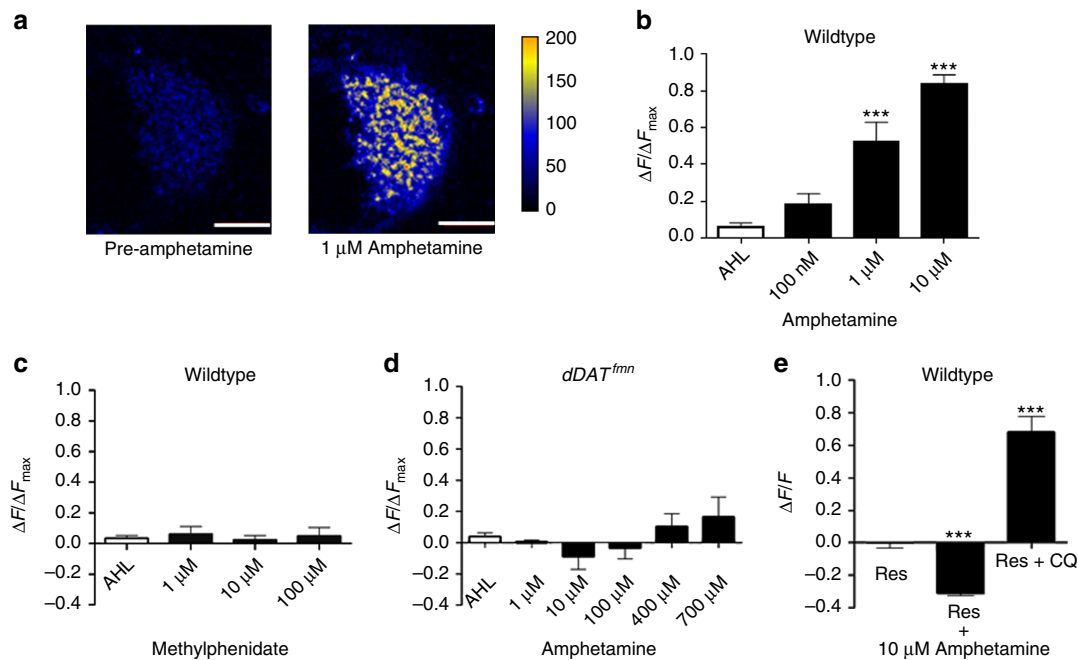 a
Pre-amphetamine
1 μM Amphetamine
200
150
100
50
0
b
Wildtype
ΔF/ΔFmax
1.0
0.8
0.6
0.4
0.2
0.0
***
***
AHL
100 nM
1 μM
10 μM
Amphetamine
c
Wildtype
ΔF/ΔFmax
1.0
0.8
0.6
0.4
0.2
0.0
–0.2
–0.4
AHL
1 μM
10 μM
100 μM
Methylphenidate
d
dDAT^fmn
ΔF/ΔFmax
1.0
0.8
0.6
0.4
0.2
0.0
–0.2
–0.4
AHL
1 μM
10 μM
100 μM
400 μM
700 μM
Amphetamine
e
Wildtype
ΔF/F
1.0
0.8
0.6
0.4
0.2
0.0
–0.2
–0.4
***
***
Res
Res + CQ
Res
+
10 μM Amphetamine